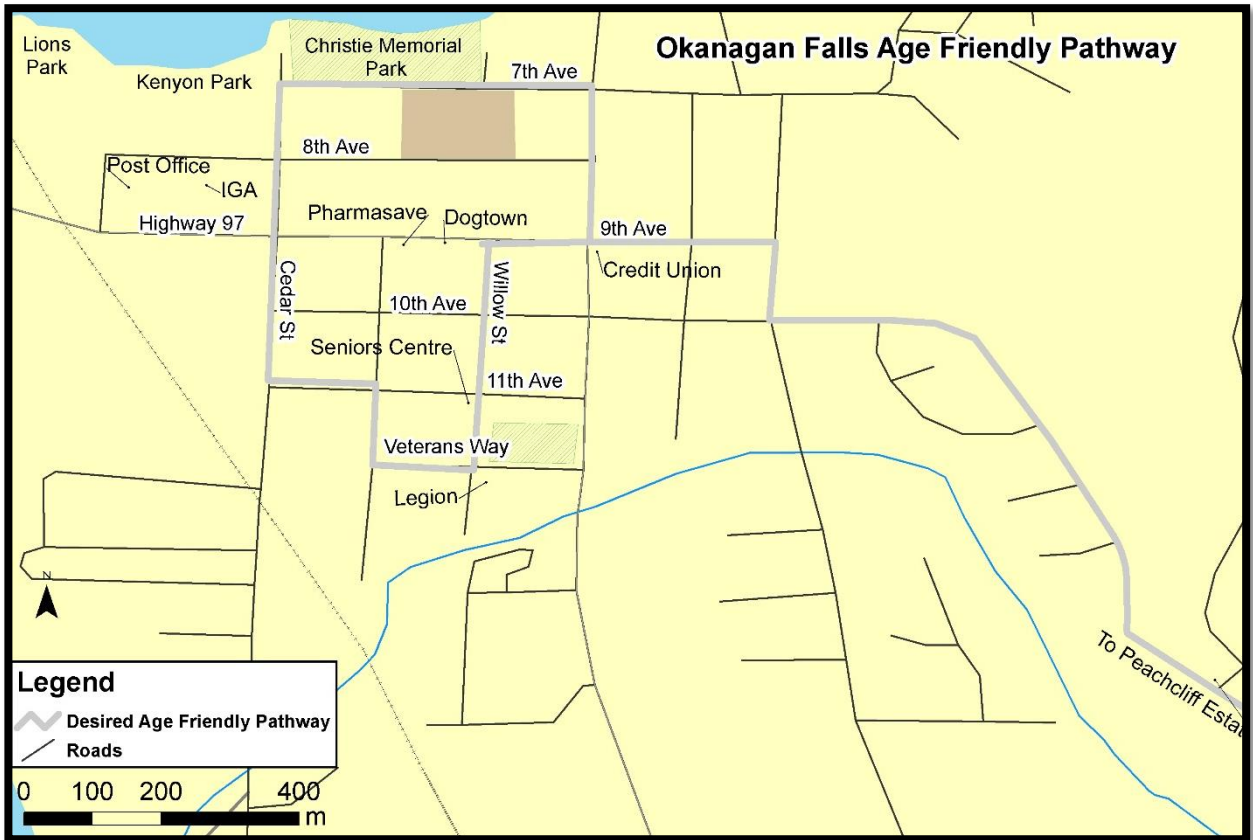 Okanagan Falls Age Friendly Pathway
Lions
Park
Kenyon Park
Christie Memorial
Park
7th Ave
8th Ave
Post Office
IGA
Highway 97
Pharmasave
Dogtown
9th Ave
Credit Union
Cedar St
Willow St
10th Ave
Seniors Centre
11th Ave
Veterans Way
Legion
N
To Peachcliff Estat
Legend
Desired Age Friendly Pathway
Roads
0 100 200 400
m